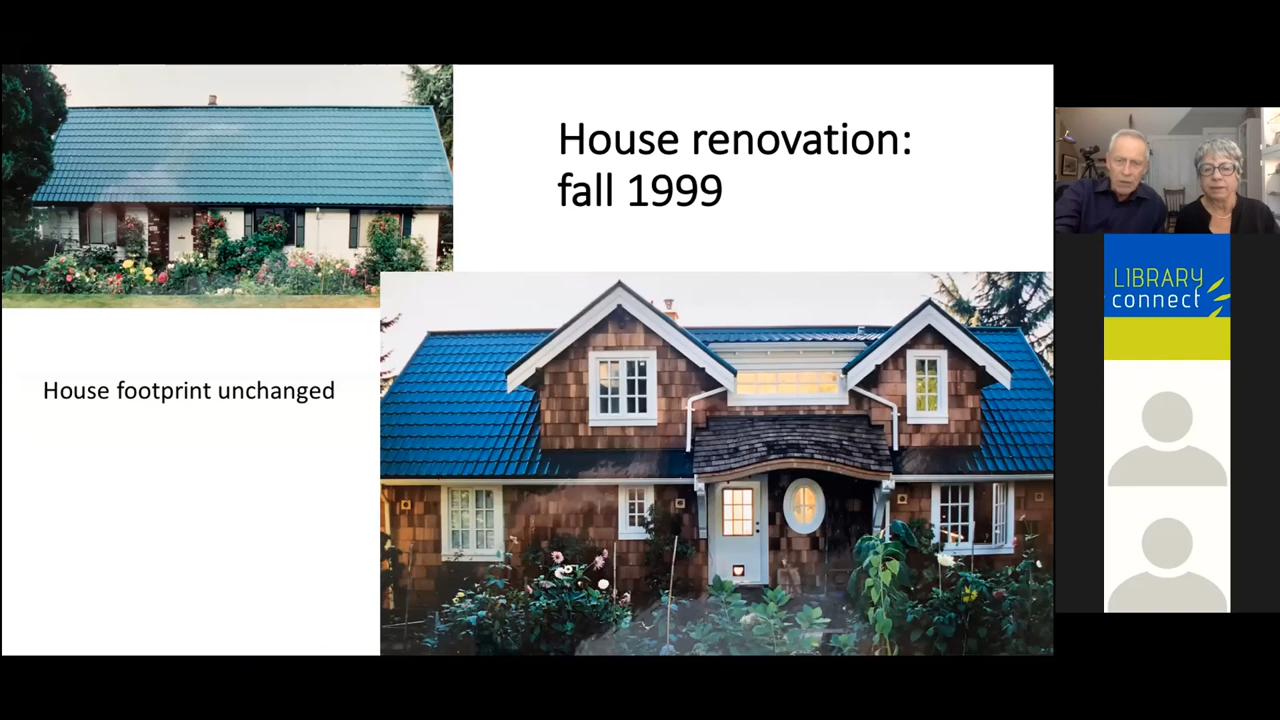 House renovation:
fall 1999
House footprint unchanged
LIBRARY
connect